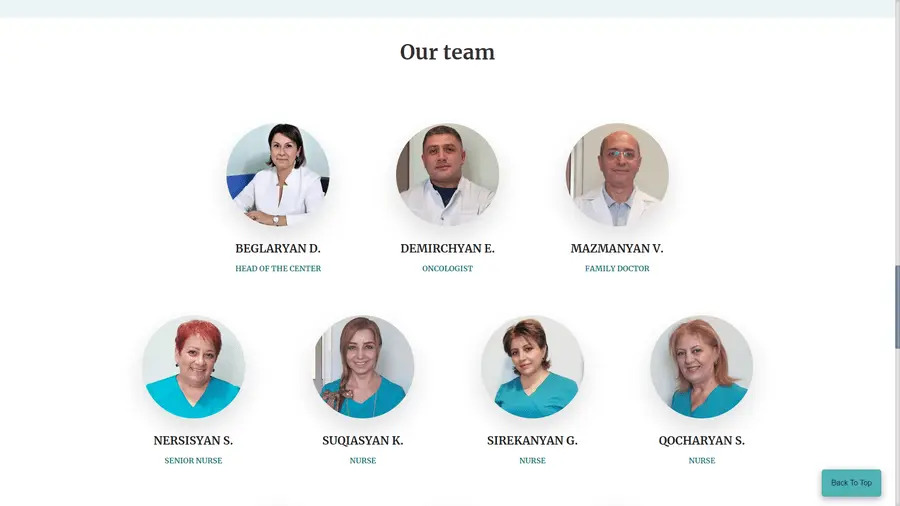 Our team
BEGLARYAN D.
HEAD OF THE CENTER
DEMIRCHYAN E.
ONCOLOGIST
MAZMANYAN V.
FAMILY DOCTOR
NERSISYAN S.
SENIOR NURSE
SUQIASYAN K.
NURSE
SIREKANYAN G.
NURSE
QOCHARYAN S.
NURSE
Back To Top